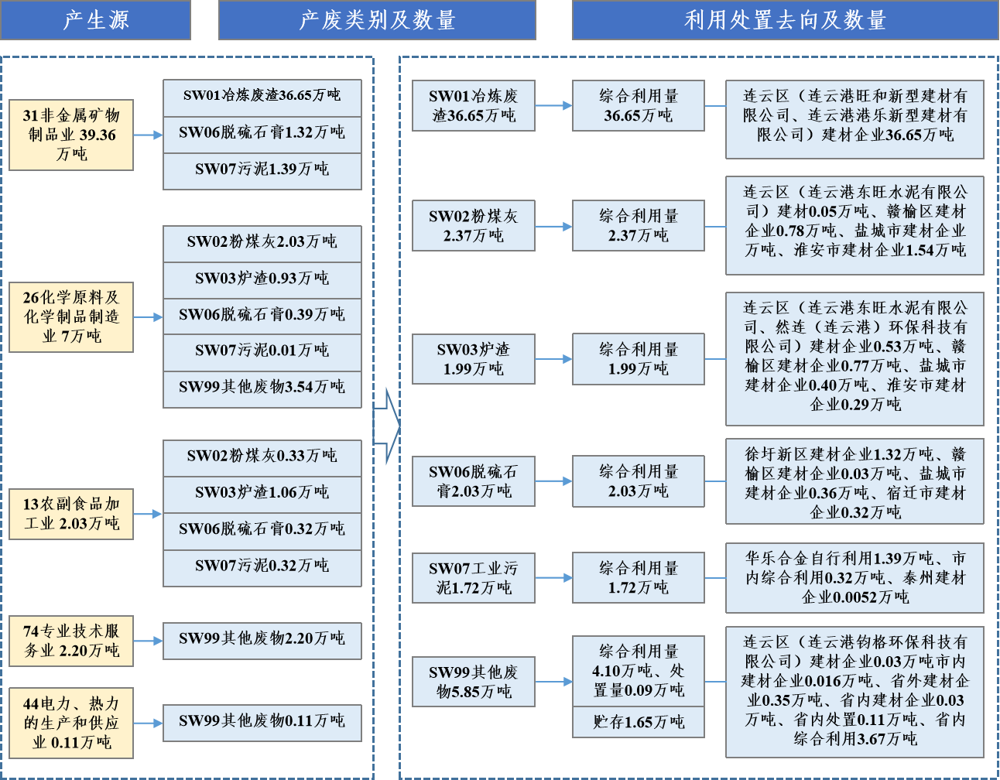 产生源
产废类别及数量
利用处置去向及数量
31非金属矿物
制品业 39.36
万吨
SW01冶炼废渣36.65万吨
SW06脱硫石膏1.32万吨
SW07污泥1.39万吨
26化学原料及
化学制品制造
业 7万吨
SW02粉煤灰2.03万吨
SW03炉渣0.93万吨
SW06脱硫石膏0.39万吨
SW07污泥0.01万吨
SW99其他废物3.54万吨
13农副食品加
工业 2.03万吨
SW02粉煤灰0.33万吨
SW03炉渣1.06万吨
SW06脱硫石膏0.32万吨
SW07污泥0.32万吨
74专业技术服
务业 2.20万吨
SW99其他废物2.20万吨
44电力、热力
的生产和供应
业 0.11万吨
SW99其他废物0.11万吨
SW01冶炼废
渣36.65万吨
综合利用量
36.65万吨
连云区（连云港旺和新型建材有
限公司、连云港港乐新型建材有
限公司）建材企业36.65万吨
SW02粉煤灰
2.37万吨
综合利用量
2.37万吨
连云区（连云港东旺水泥有限公
司）建材0.05万吨、赣榆区建材
企业0.78万吨、盐城市建材企业
万吨、淮安市建材企业1.54万吨
SW03炉渣
1.99万吨
综合利用量
1.99万吨
连云区（连云港东旺水泥有限公
司、然连（连云港）环保科技有
限公司）建材企业0.53万吨、赣
榆区建材企业0.77万吨、盐城市
建材企业0.40万吨、淮安市建材
企业0.29万吨
SW06脱硫石
膏2.03万吨
综合利用量
2.03万吨
徐圩新区建材企业1.32万吨、赣
榆区建材企业0.03万吨、盐城市
建材企业0.36万吨、宿迁市建材
企业0.32万吨
SW07工业污
泥1.72万吨
综合利用量
1.72万吨
华乐合金自行利用1.39万吨、市
内综合利用0.32万吨、泰州建材
企业0.0052万吨
SW99其他废
物5.85万吨
综合利用量
4.10万吨、处
置量0.09万吨
贮存1.65万吨
连云区（连云港钧格环保科技有
限公司）建材企业0.03万吨市内
建材企业0.016万吨、省外建材企
业0.35万吨、省内建材企业0.03
万吨、省内处置0.11万吨、省内
综合利用3.67万吨